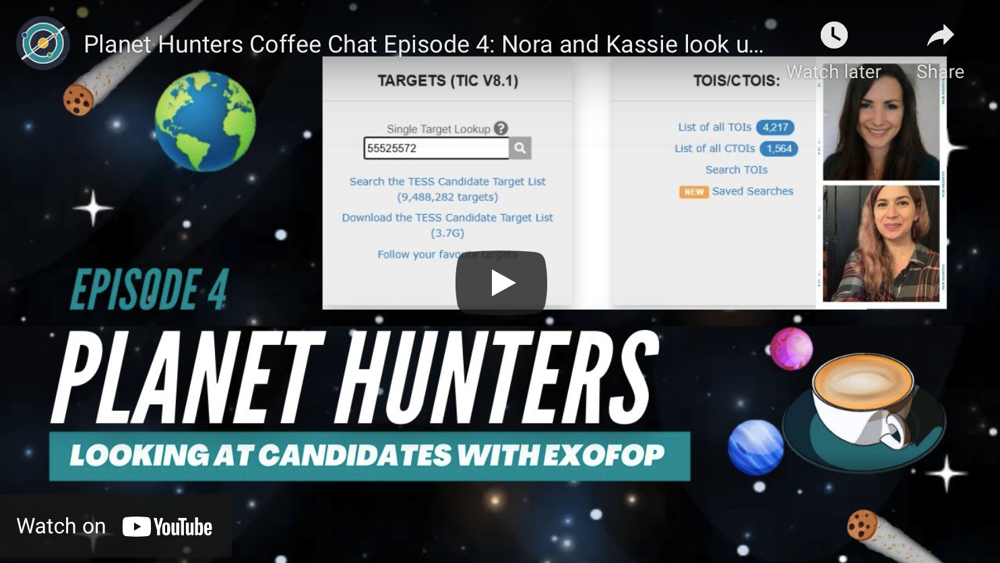 Planet Hunters Coffee Chat Episode 4: Nora and Kassie look u...
Watch later
Share
TARGETS (TIC V8.1)
Single Target Lookup ?
55525572
Search the TESS Candidate Target List
(9,488,282 targets)
Download the TESS Candidate Target List
(3.7G)
Follow your favorite targets
TOIS/CTOIS:
List of all TOIs 4,217
List of all CTOIs 1,564
Search TOIs
NEW Saved Searches
EPISODE 4
PLANET HUNTERS
LOOKING AT CANDIDATES WITH EXOFOP
Watch on YouTube